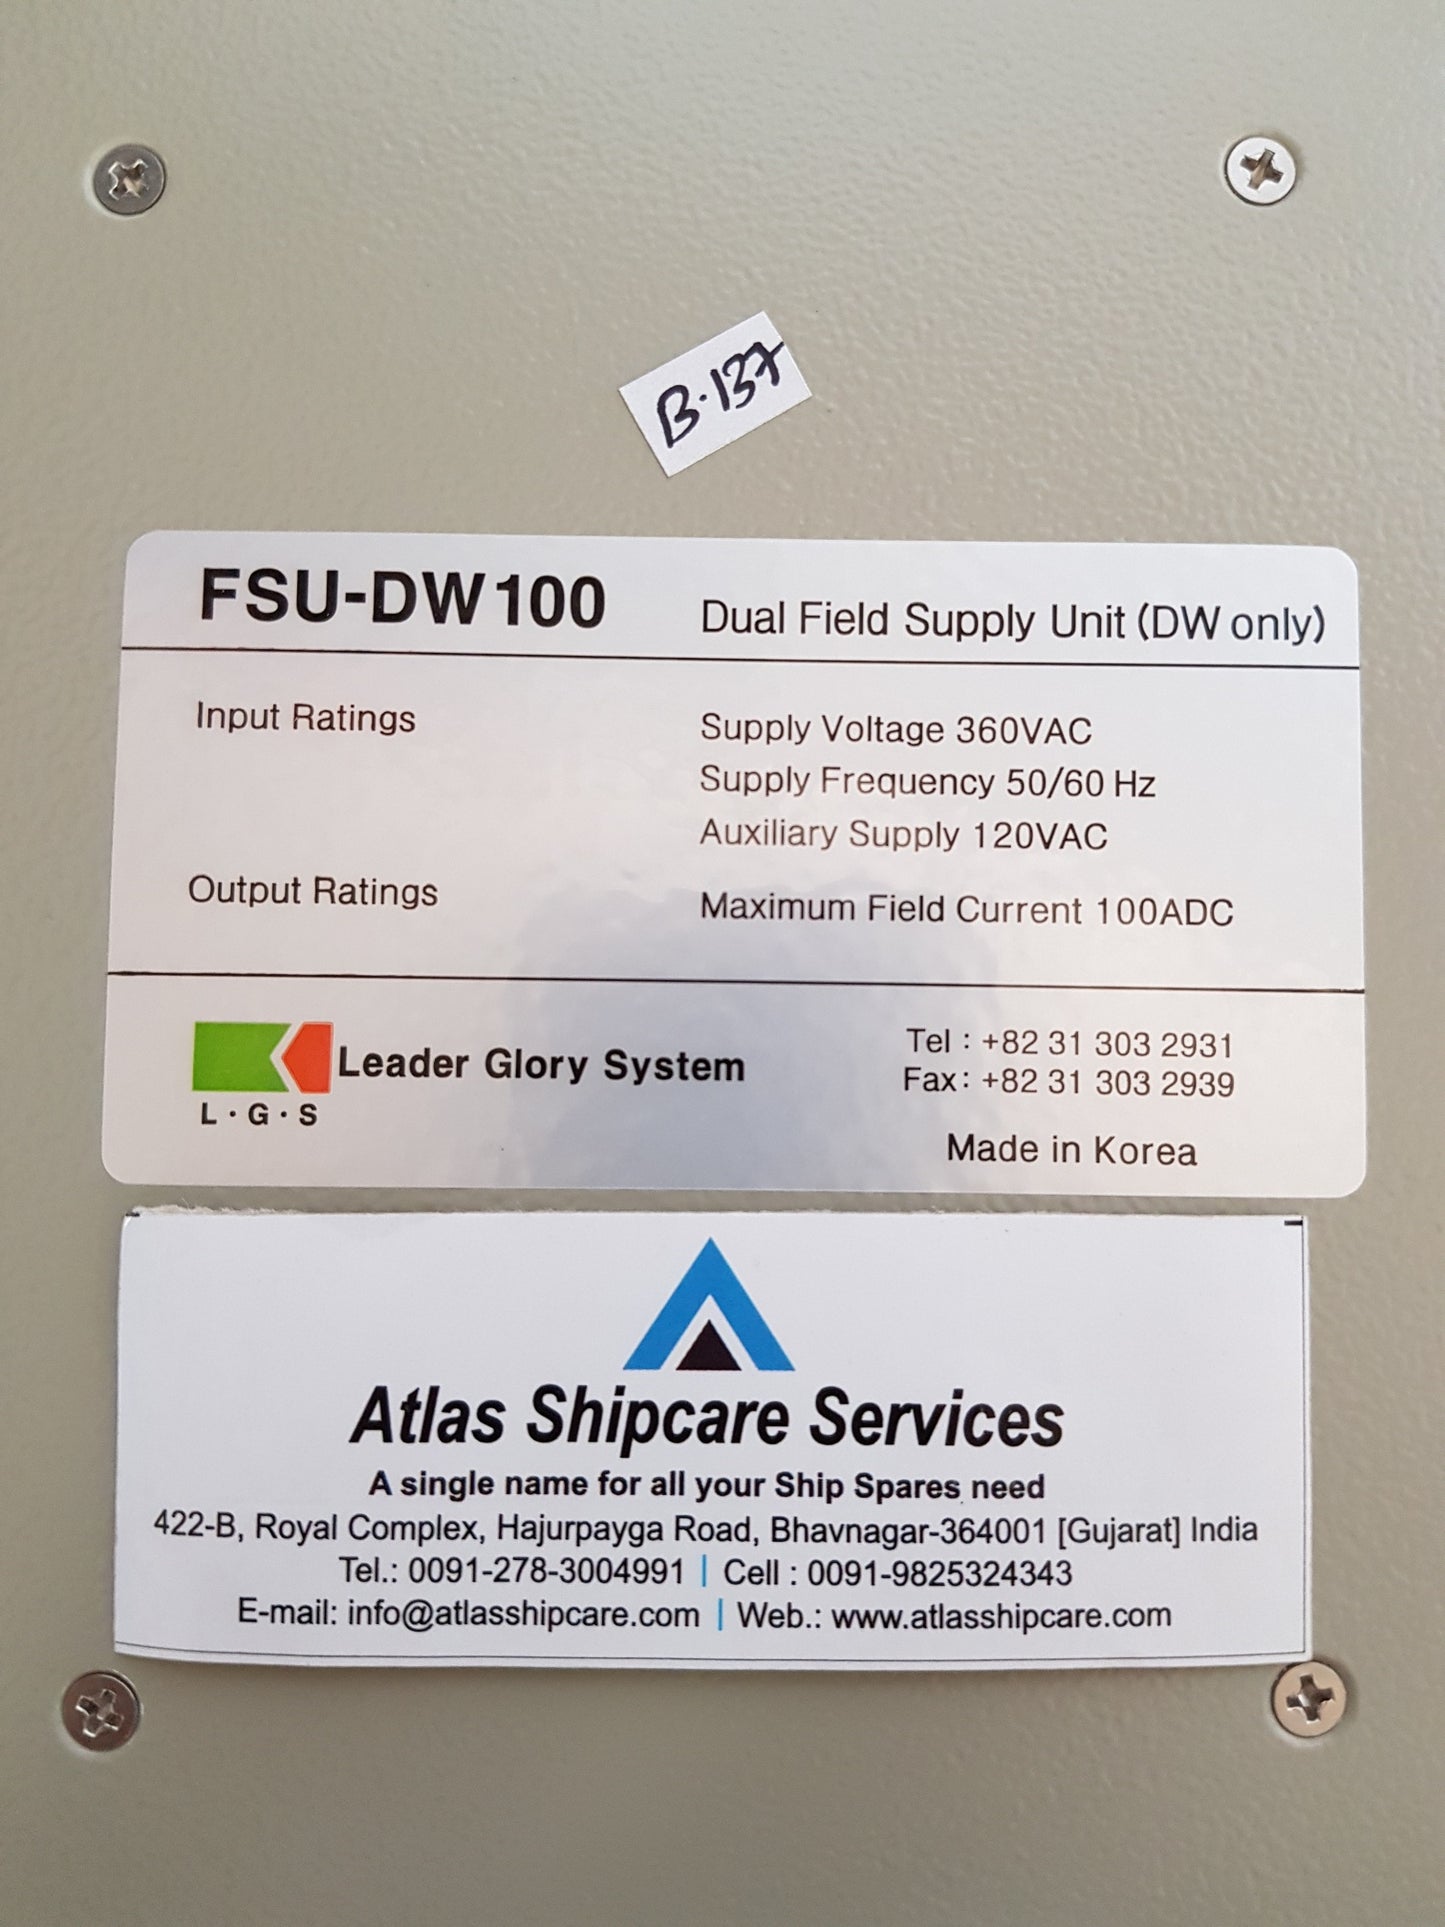 B-137
FSU-DW100 Dual Field Supply Unit (DW only)
Input Ratings Supply Voltage 360VAC
Supply Frequency 50/60 Hz
Auxiliary Supply 120VAC
Output Ratings Maximum Field Current 100ADC
Leader Glory System
L·G·S
Tel : +82 31 303 2931
Fax: +82 31 303 2939
Made in Korea
Atlas Shipcare Services
A single name for all your Ship Spares need
422-B, Royal Complex, Hajurpayga Road, Bhavnagar-364001 [Gujarat] India
Tel.: 0091-278-3004991 | Cell : 0091-9825324343
E-mail: info@atlasshipcare.com | Web.: www.atlasshipcare.com